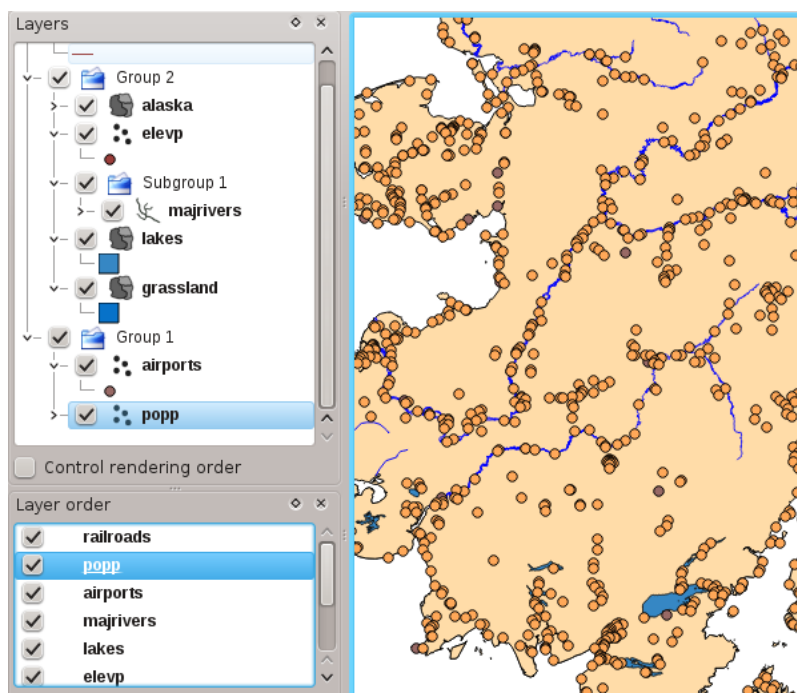 Layers
Group 2
alaska
elevp
Subgroup 1
majrivers
lakes
grassland
Group 1
airports
popp
Control rendering order
Layer order
railroads
popp
airports
majrivers
lakes
elevp